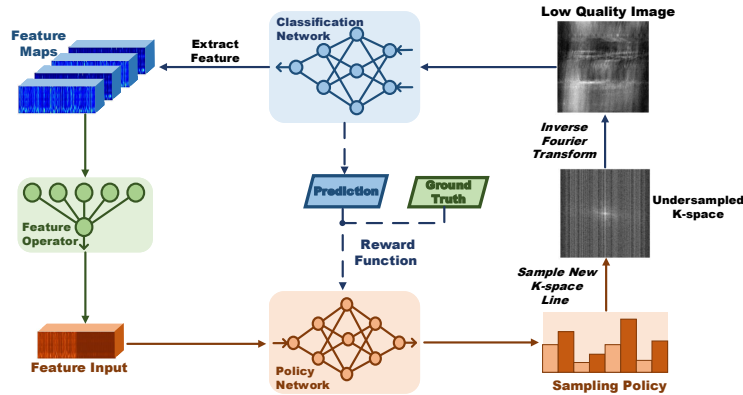 Classification
Network
Low Quality Image
Feature
Maps
Extract
Feature
Inverse
Fourier
Transform
Prediction
Ground
Truth
Undersampled
K-space
Feature
Operator
Reward
Function
Sample New
K-space
Line
Feature Input
Policy
Network
Sampling Policy